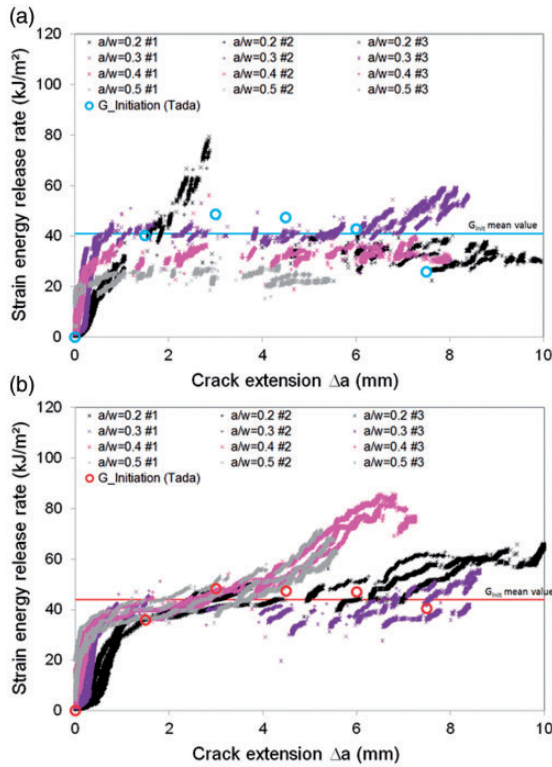 (a)
120
100
80
60
40
20
0
Strain energy release rate (kJ/m²)
a/w=0.2 #1 a/w=0.2 #2 a/w=0.2 #3
a/w=0.3 #1 a/w=0.3 #2 a/w=0.3 #3
a/w=0.4 #1 a/w=0.4 #2 a/w=0.4 #3
a/w=0.5 #1 a/w=0.5 #2 a/w=0.5 #3
G_Initiation (Tada)
G_Init mean value
0 2 4 6 8 10
Crack extension Δa (mm)
(b)
120
100
80
60
40
20
0
Strain energy release rate (kJ/m²)
a/w=0.2 #1 a/w=0.2 #2 a/w=0.2 #3
a/w=0.3 #1 a/w=0.3 #2 a/w=0.3 #3
a/w=0.4 #1 a/w=0.4 #2 a/w=0.4 #3
a/w=0.5 #1 a/w=0.5 #2 a/w=0.5 #3
G_Initiation (Tada)
G_Init mean value
0 2 4 6 8 10
Crack extension Δa (mm)